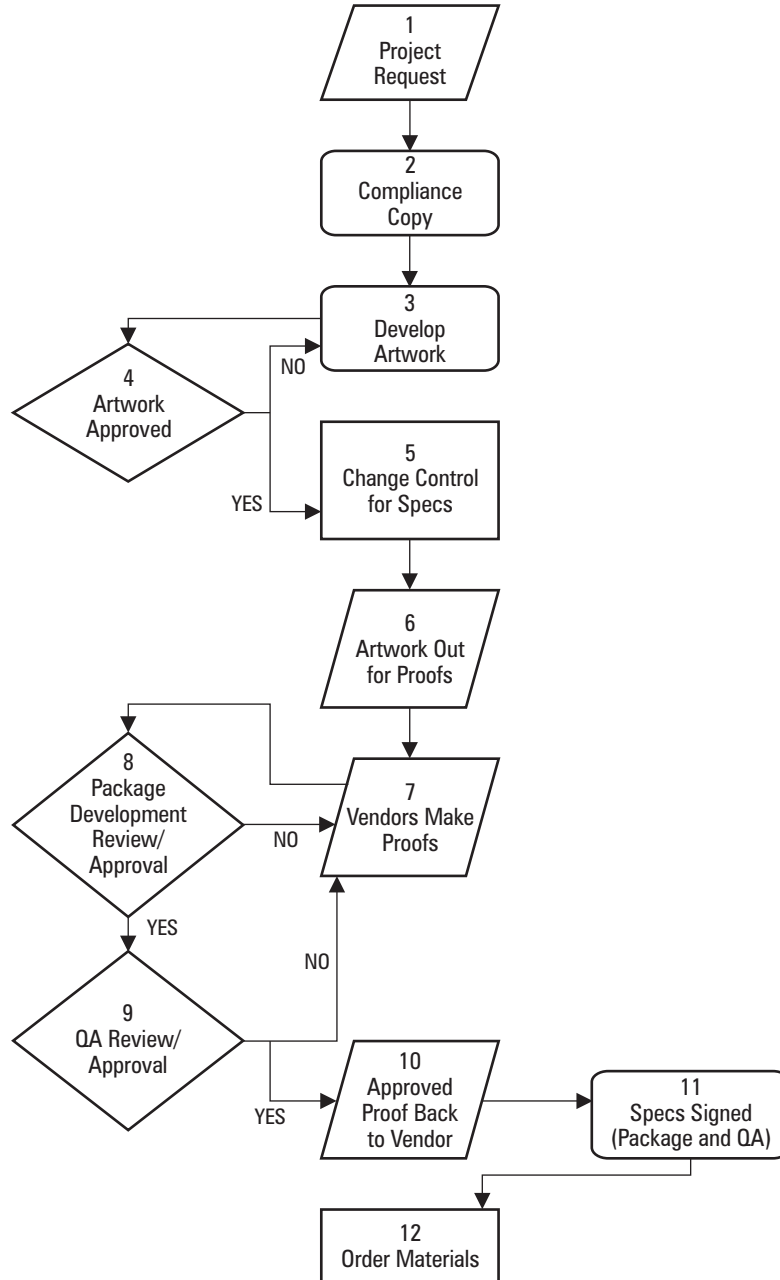 1
Project
Request
2
Compliance
Copy
3
Develop
Artwork
4
Artwork
Approved
NO
YES
5
Change Control
for Specs
6
Artwork Out
for Proofs
7
Vendors Make
Proofs
8
Package
Development
Review/
Approval
NO
YES
9
QA Review/
Approval
NO
YES
10
Approved
Proof Back
to Vendor
11
Specs Signed
(Package and QA)
12
Order Materials